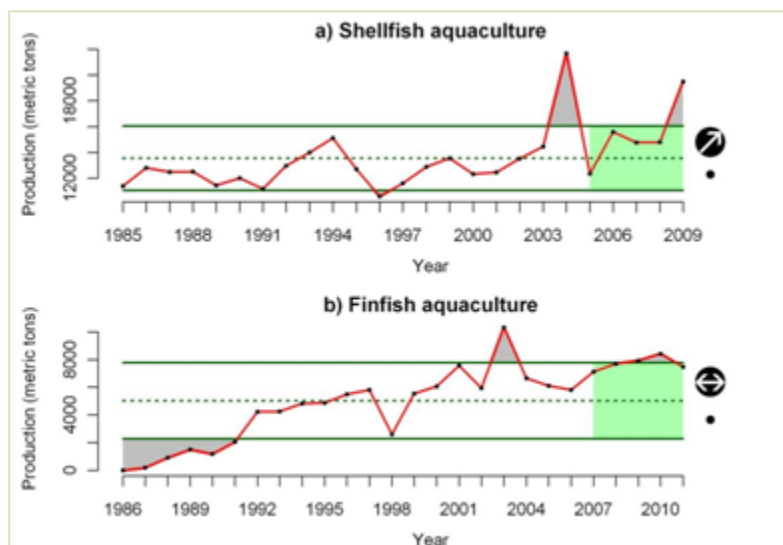 a) Shellfish aquaculture
Production (metric tons)
18000
12000
1985 1988 1991 1994 1997 2000 2003 2006 2009
Year
b) Finfish aquaculture
Production (metric tons)
8000
4000
0
1986 1989 1992 1995 1998 2001 2004 2007 2010
Year